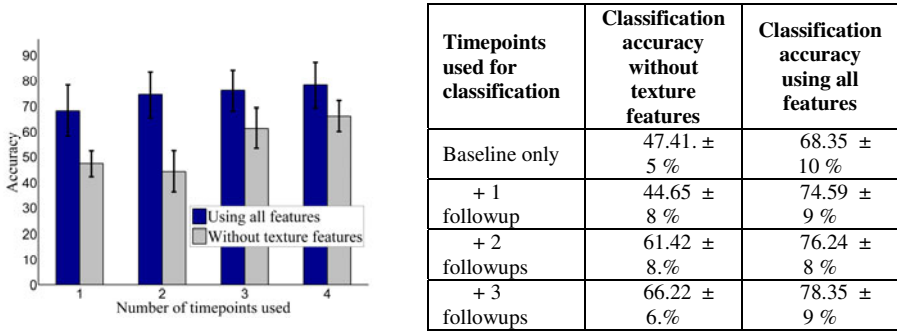 90
80
70
60
50
40
30
20
10
0
Accuracy
Using all features
Without texture features
1 2 3 4
Number of timepoints used
Timepoints
used for
classification
Classification
accuracy
without
texture
features
Classification
accuracy
using all
features
Baseline only
47.41. ±
5 %
68.35 ±
10 %
+ 1
followup
44.65 ±
8 %
74.59 ±
9 %
+ 2
followups
61.42 ±
8.%
76.24 ±
8 %
+ 3
followups
66.22 ±
6.%
78.35 ±
9 %